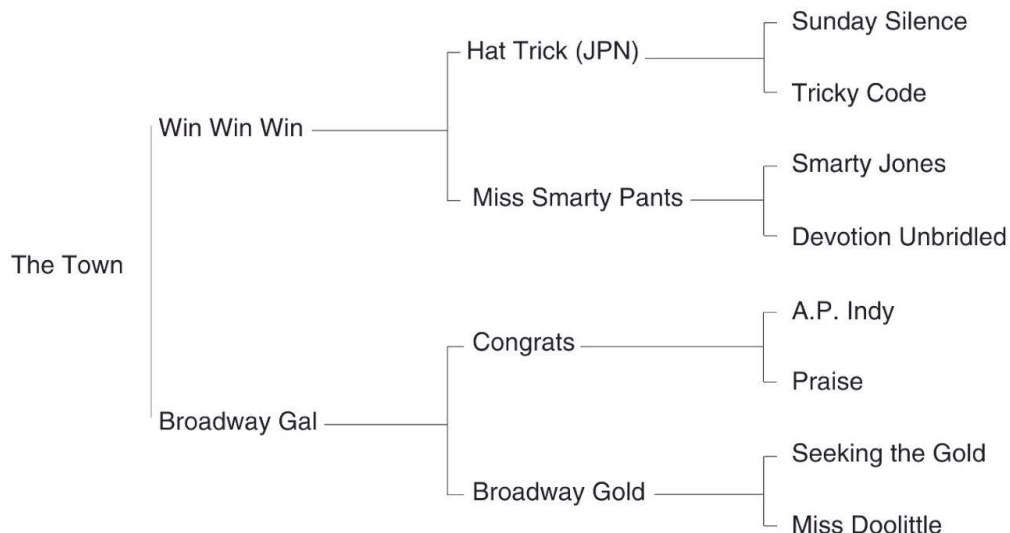 Sunday Silence
Hat Trick (JPN)
Tricky Code
Win Win Win
Smarty Jones
Miss Smarty Pants
Devotion Unbridled
The Town
A.P. Indy
Congrats
Praise
Broadway Gal
Seeking the Gold
Broadway Gold
Miss Doolittle